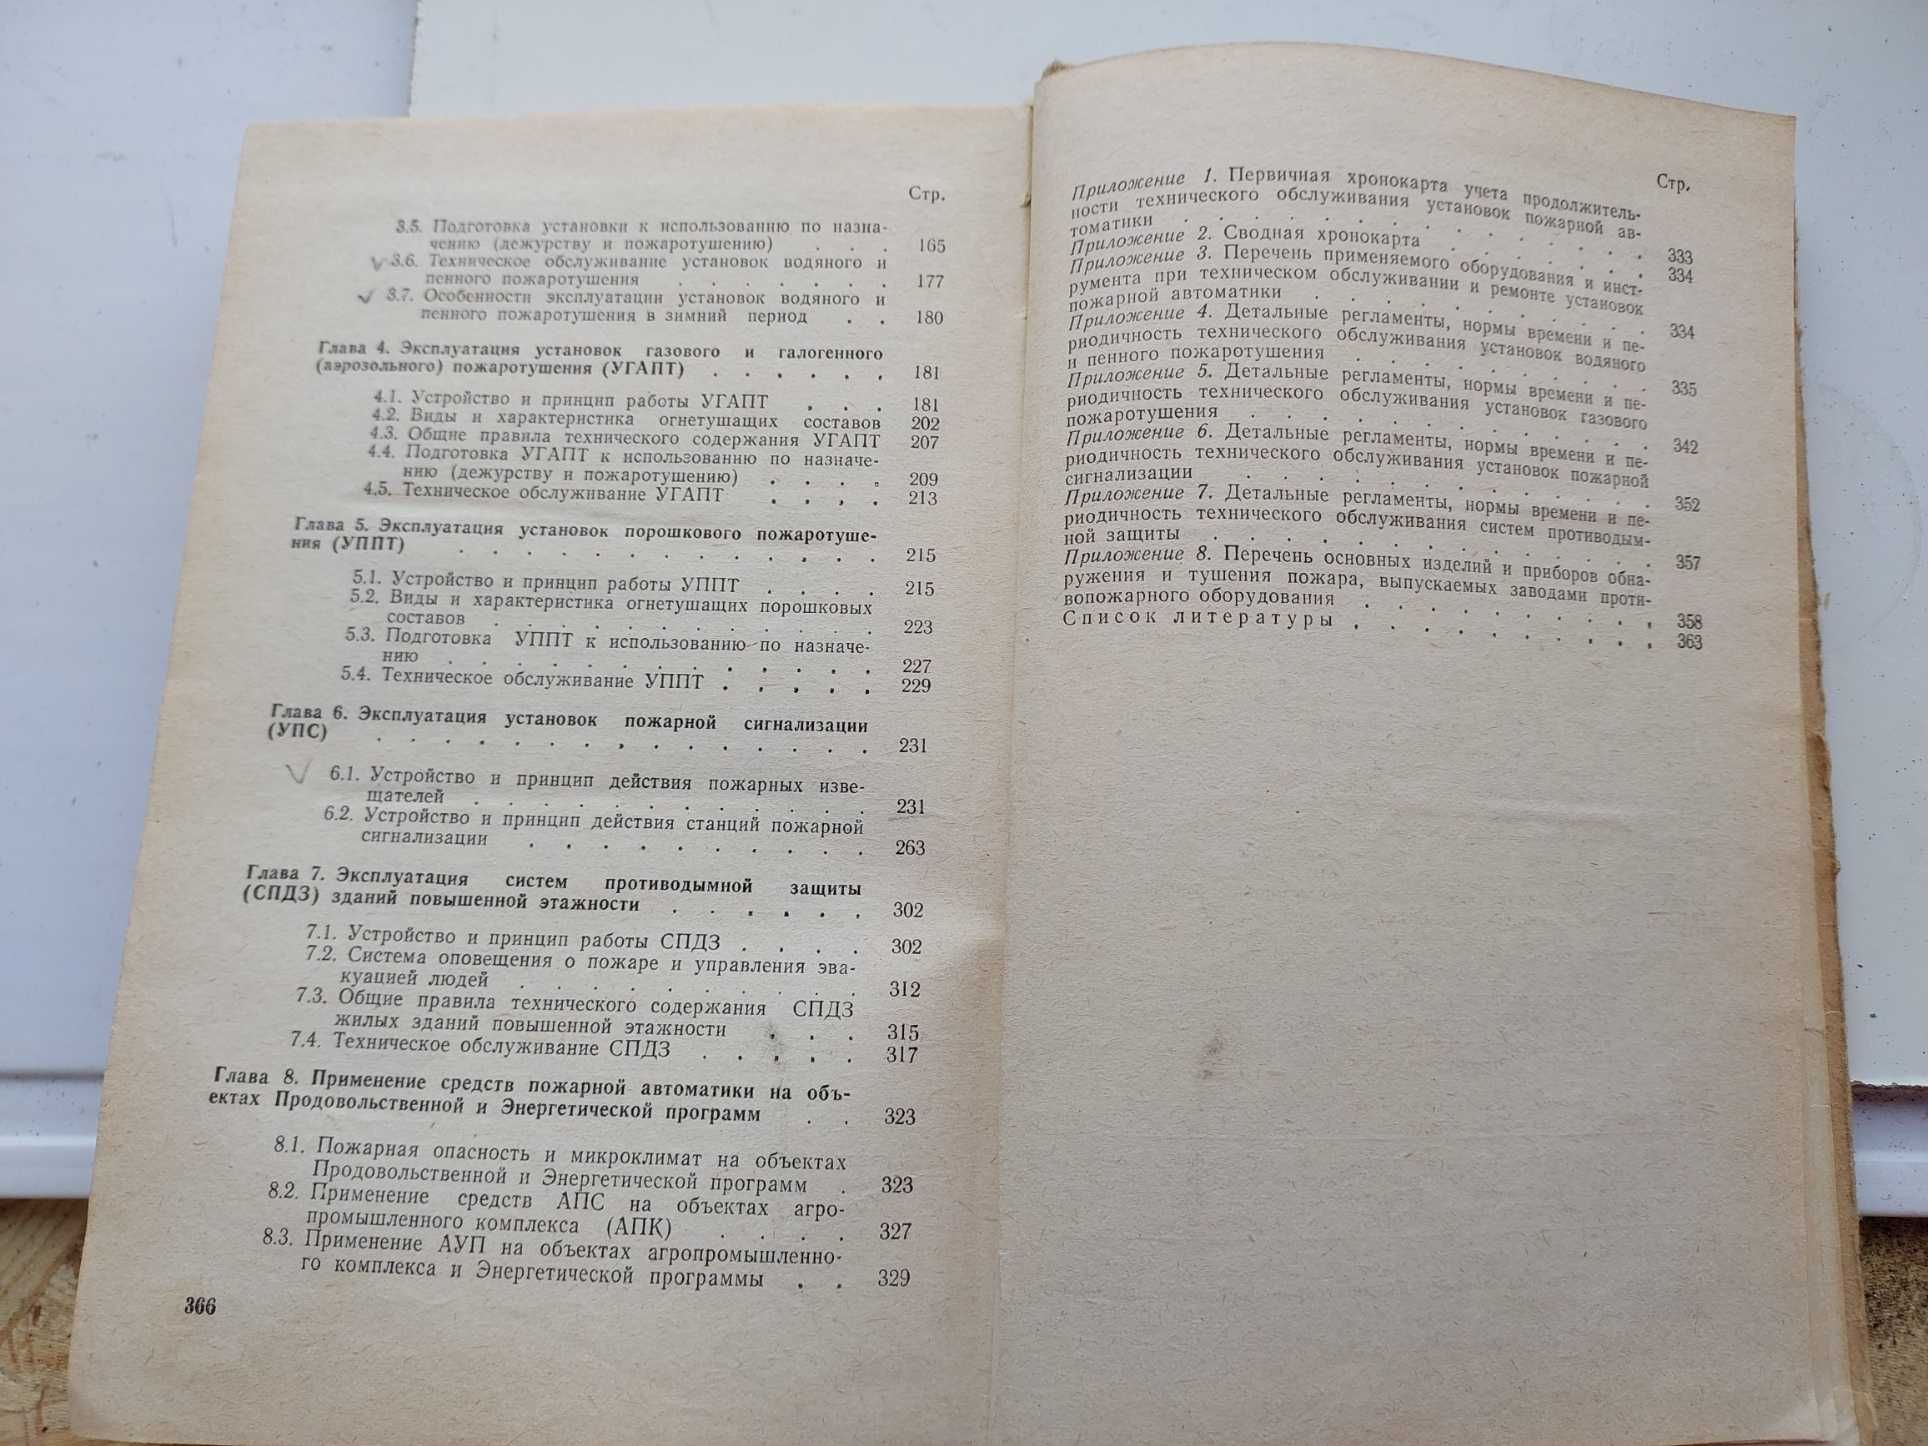 Стр.
3.5. Подготовка установки к использованию по назна-
чению (дежурству и пожаротушению) . . . 165
3.6. Техническое обслуживание установок водяного и
пенного пожаротушения . . . . . . . 177
3.7. Особенности эксплуатации установок водяного и
пенного пожаротушения в зимний период . . 180
Глава 4. Эксплуатация установок газового и галогенного
(аэрозольного) пожаротушения (УГАПТ) . . . . . . 181
4.1. Устройство и принцип работы УГАПТ . . . 181
4.2. Виды и характеристика огнетушащих составов 202
4.3. Общие правила технического содержания УГАПТ 207
4.4. Подготовка УГАПТ к использованию по назначе-
нию (дежурству и пожаротушению) . . . . 209
4.5. Техническое обслуживание УГАПТ . . . . 213
Глава 5. Эксплуатация установок порошкового пожаротуше-
ния (УППТ) . . . . . . . . . . . . 215
5.1. Устройство и принцип работы УППТ . . . . 215
5.2. Виды и характеристика огнетушащих порошковых
составов . . . . . . . . . . . . 223
5.3. Подготовка УППТ к использованию по назначе-
нию . . . . . . . . . . . . . 227
5.4. Техническое обслуживание УППТ . . . . . 229
Глава 6. Эксплуатация установок пожарной сигнализации
(УПС) . . . . . . . . . . . . . . . 231
6.1. Устройство и принцип действия пожарных изве-
щателей . . . . . . . . . . . . 231
6.2. Устройство и принцип действия станций пожарной
сигнализации . . . . . . . . . . 263
Глава 7. Эксплуатация систем противодымной защиты
(СПДЗ) зданий повышенной этажности . . . . . . 302
7.1. Устройство и принцип работы СПДЗ . . . . 302
7.2. Система оповещения о пожаре и управления эва-
куацией людей . . . . . . . . . . 312
7.3. Общие правила технического содержания СПДЗ
жилых зданий повышенной этажности . . . 315
7.4. Техническое обслуживание СПДЗ . . . . . 317
Глава 8. Применение средств пожарной автоматики на объ-
ектах Продовольственной и Энергетической программ . . 323
8.1. Пожарная опасность и микроклимат на объектах
Продовольственной и Энергетической программ . 323
8.2. Применение средств АПС на объектах агро-
промышленного комплекса (АПК) . . . . 327
8.3. Применение АУП на объектах агропромышленно-
го комплекса и Энергетической программы . . 329
366
Стр.
Приложение 1. Первичная хронокарта учета продолжитель-
ности технического обслуживания установок пожарной ав-
томатики . . . . . . . . . . . . . 333
Приложение 2. Сводная хронокарта . . . . . . 334
Приложение 3. Перечень применяемого оборудования и инст-
румента при техническом обслуживании и ремонте установок
пожарной автоматики . . . . . . . . . . 334
Приложение 4. Детальные регламенты, нормы времени и пе-
риодичность технического обслуживания установок водяного
и пенного пожаротушения . . . . . . . . . 335
Приложение 5. Детальные регламенты, нормы времени и пе-
риодичность технического обслуживания установок газового
пожаротушения . . . . . . . . . . . . 342
Приложение 6. Детальные регламенты, нормы времени и пе-
риодичность технического обслуживания установок пожарной
сигнализации . . . . . . . . . . . . 352
Приложение 7. Детальные регламенты, нормы времени и пе-
риодичность технического обслуживания систем противодым-
ной защиты . . . . . . . . . . . . . 357
Приложение 8. Перечень основных изделий и приборов обна-
ружения и тушения пожара, выпускаемых заводами проти-
вопожарного оборудования . . . . . . . . . 358
Список литературы . . . . . . . . . 363